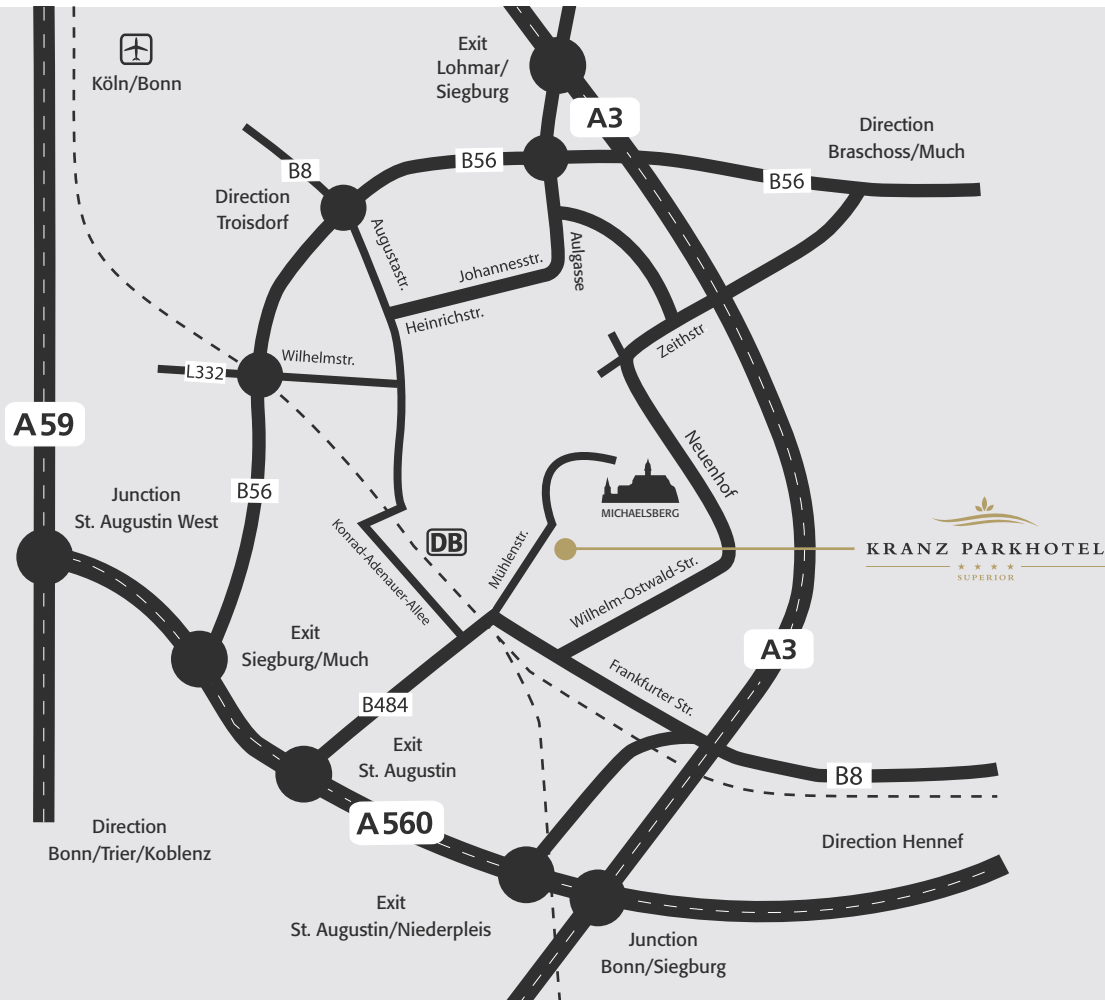 Exit
Lohmar/
Siegburg
Köln/Bonn
A3
Direction
Braschoss/Much
B8
B56
B56
Direction
Troisdorf
Augustastr.
Johannesstr.
Aulgasse
Heinrichstr.
Zeithstr
Wilhelmstr.
L332
A59
Neuenhof
B56
Junction
St. Augustin West
MICHAELSBERG
Konrad-Adenauer-Allee
DB
Mühlenstr.
KRANZ PARKHOTEL
SUPERIOR
Wilhelm-Ostwald-Str.
Exit
Siegburg/Much
A3
Frankfurter Str.
B484
Exit
St. Augustin
B8
A560
Direction
Bonn/Trier/Koblenz
Direction Hennef
Exit
St. Augustin/Niederpleis
Junction
Bonn/Siegburg